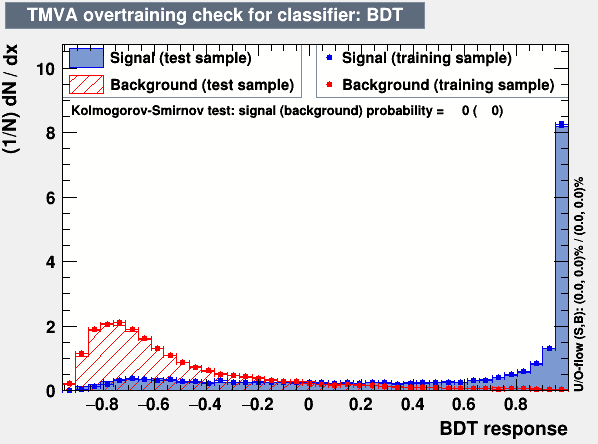 TMVA overtraining check for classifier: BDT
(1/N) dN / dx
Signal (test sample)
Background (test sample)
Signal (training sample)
Background (training sample)
Kolmogorov-Smirnov test: signal (background) probability = 0 ( 0)
10
8
6
4
2
0
−0.8 −0.6 −0.4 −0.2 0 0.2 0.4 0.6 0.8
BDT response
U/O-flow (S,B): (0.0, 0.0)% / (0.0, 0.0)%